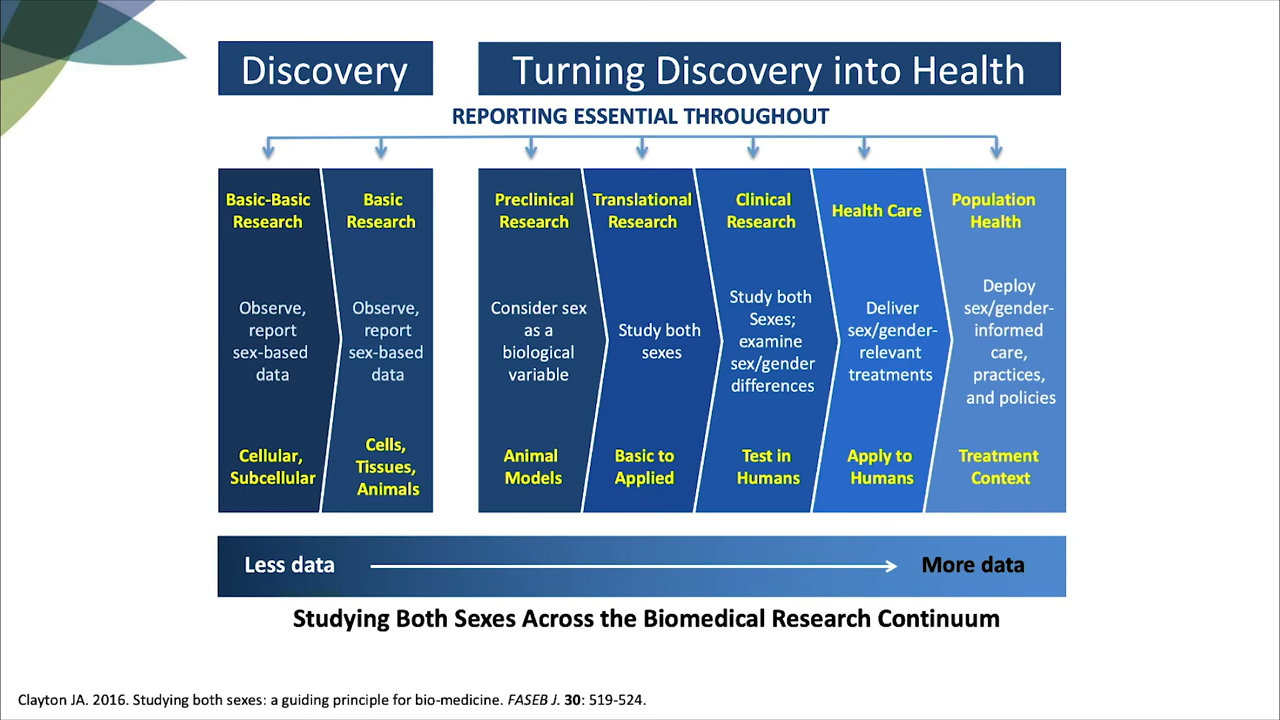 Discovery
Turning Discovery into Health
REPORTING ESSENTIAL THROUGHOUT
Basic-Basic
Research
Observe,
report
sex-based
data
Cellular,
Subcellular
Basic
Research
Observe,
report
sex-based
data
Cells,
Tissues,
Animals
Preclinical
Research
Consider sex
as a
biological
variable
Animal
Models
Translational
Research
Study both
sexes
Basic to
Applied
Clinical
Research
Study both
Sexes;
examine
sex/gender
differences
Test in
Humans
Health Care
Deliver
sex/gender-
relevant
treatments
Apply to
Humans
Population
Health
Deploy
sex/gender-
informed
care,
practices,
and policies
Treatment
Context
Less data
More data
Studying Both Sexes Across the Biomedical Research Continuum
Clayton JA. 2016. Studying both sexes: a guiding principle for bio-medicine. FASEB J. 30: 519-524.